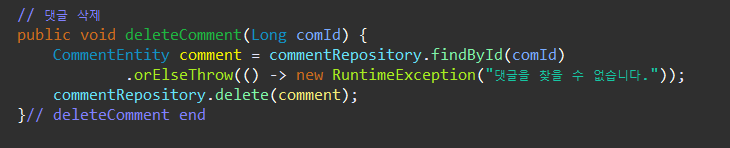 // 댓글 삭제
public void deleteComment(Long comId) {
    CommentEntity comment = commentRepository.findById(comId)
            .orElseThrow(() -> new RuntimeException("댓글을 찾을 수 없습니다."));
    commentRepository.delete(comment);
}// deleteComment end